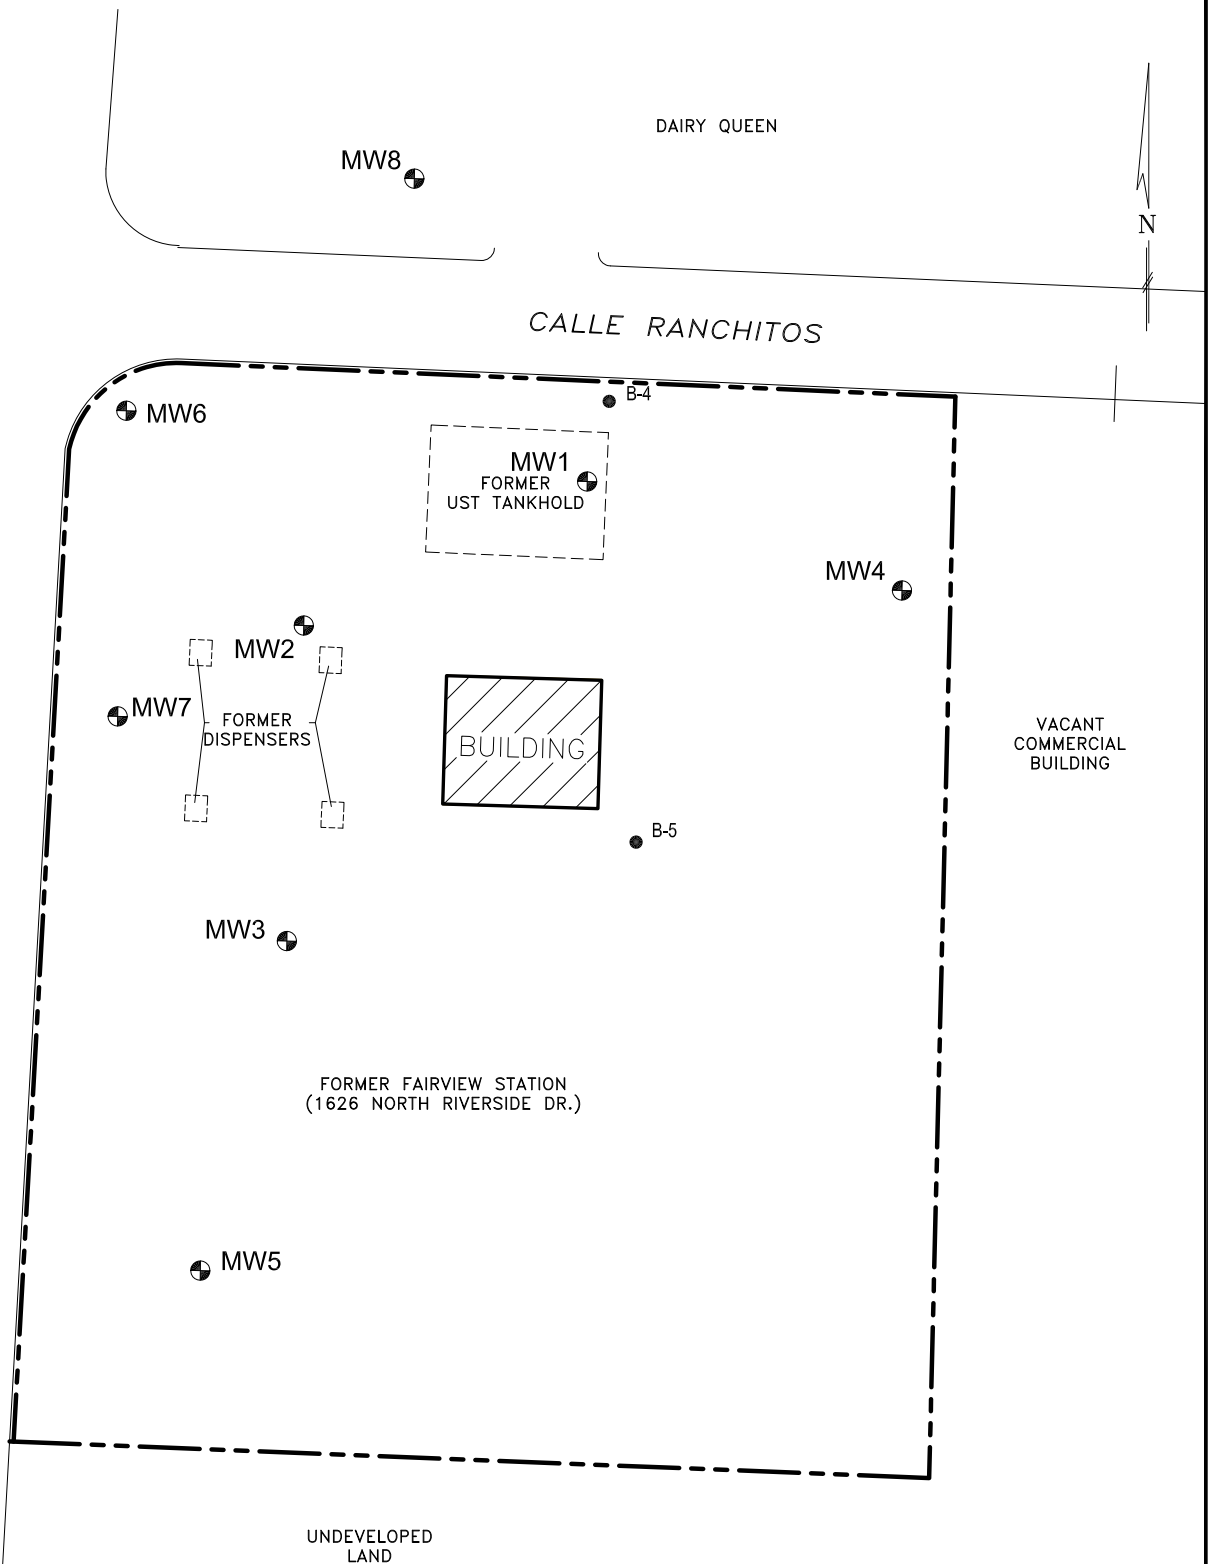 DAIRY QUEEN
MW8
N
CALLE RANCHITOS
B-4
MW6
MW1
FORMER
UST TANKHOLD
MW4
MW2
MW7
FORMER
DISPENSERS
BUILDING
VACANT
COMMERCIAL
BUILDING
B-5
MW3
FORMER FAIRVIEW STATION
(1626 NORTH RIVERSIDE DR.)
MW5
UNDEVELOPED
LAND